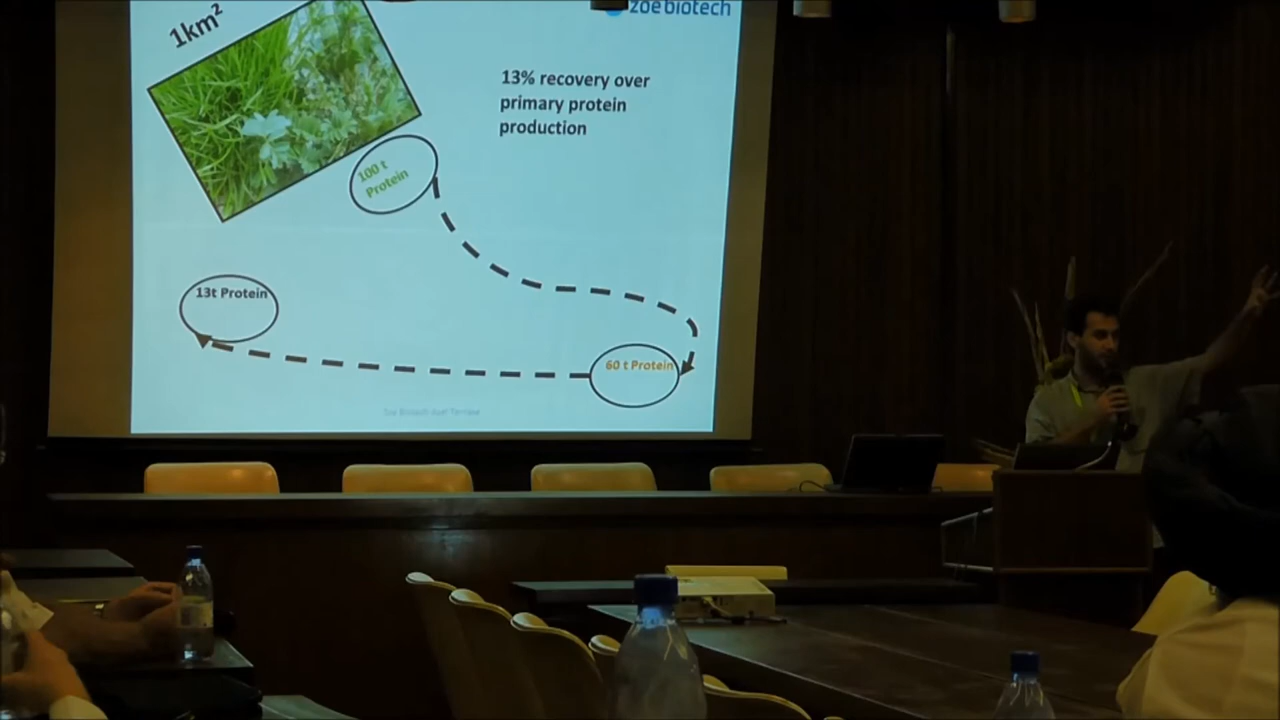 1km²
zoe biotech
13% recovery over
primary protein
production
100 t
Protein
13t Protein
60 t Protein